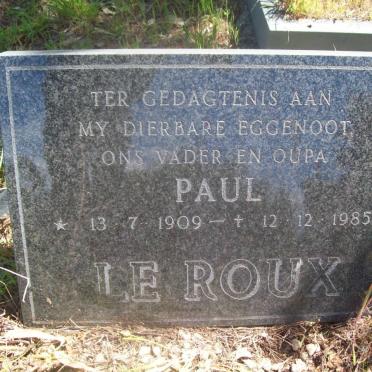 TER GEDAGTENIS AAN
MY DIERBARE EGGENOOT
ONS VADER EN OUPA
PAUL
* 13-7-1909 – † 12-12-1985
LE ROUX